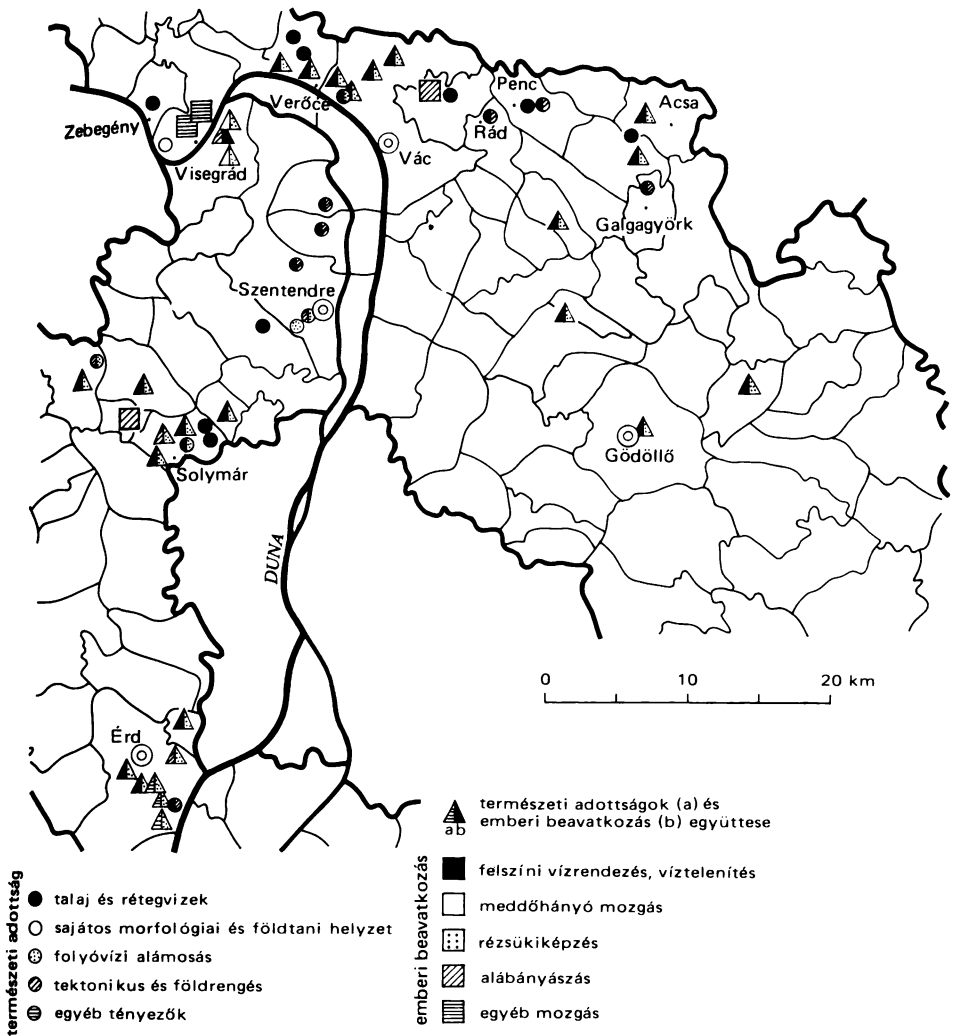 Penc
Acsa
Verőce
Zebegény
Rád
Vác
Visegrád
Galgagyörk
Szentendre
Gödöllő
Solymár
DUNA
0 10 20 km
Érd
a b
természeti adottságok (a) és
emberi beavatkozás (b) együttese
természeti adottság
talaj és rétegvizek
sajátos morfológiai és földtani helyzet
folyóvízi alámosás
tektonikus és földrengés
egyéb tényezők
emberi beavatkozás
felszíni vízrendezés, víztelenítés
meddőhányó mozgás
rézsükiképzés
alábányászás
egyéb mozgás